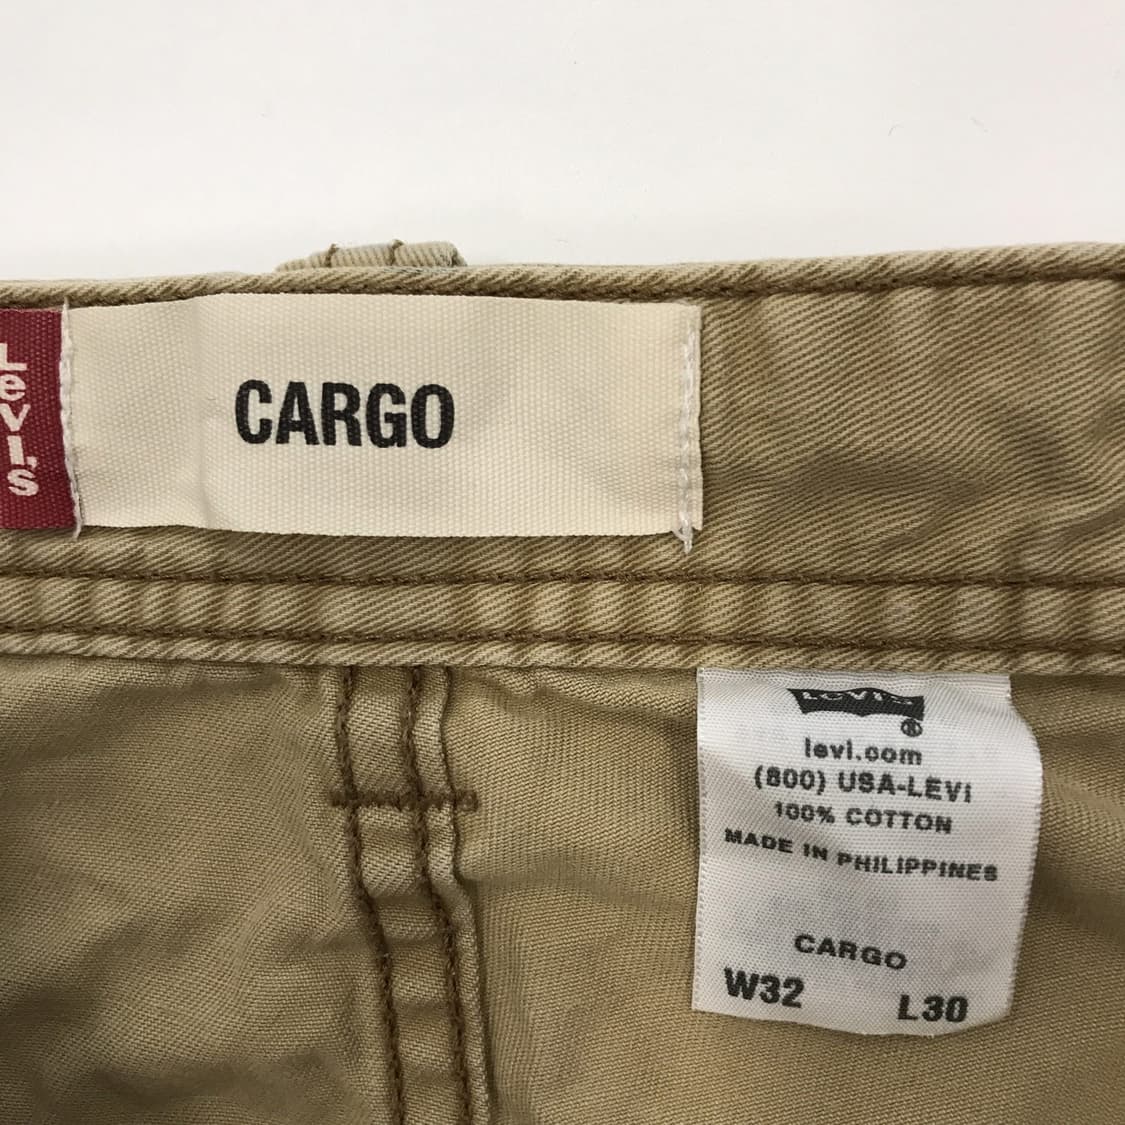 Levi's
CARGO
LEVI'S
®
levi.com
(800) USA-LEVI
100% COTTON
MADE IN PHILIPPINES
CARGO
W32 L30